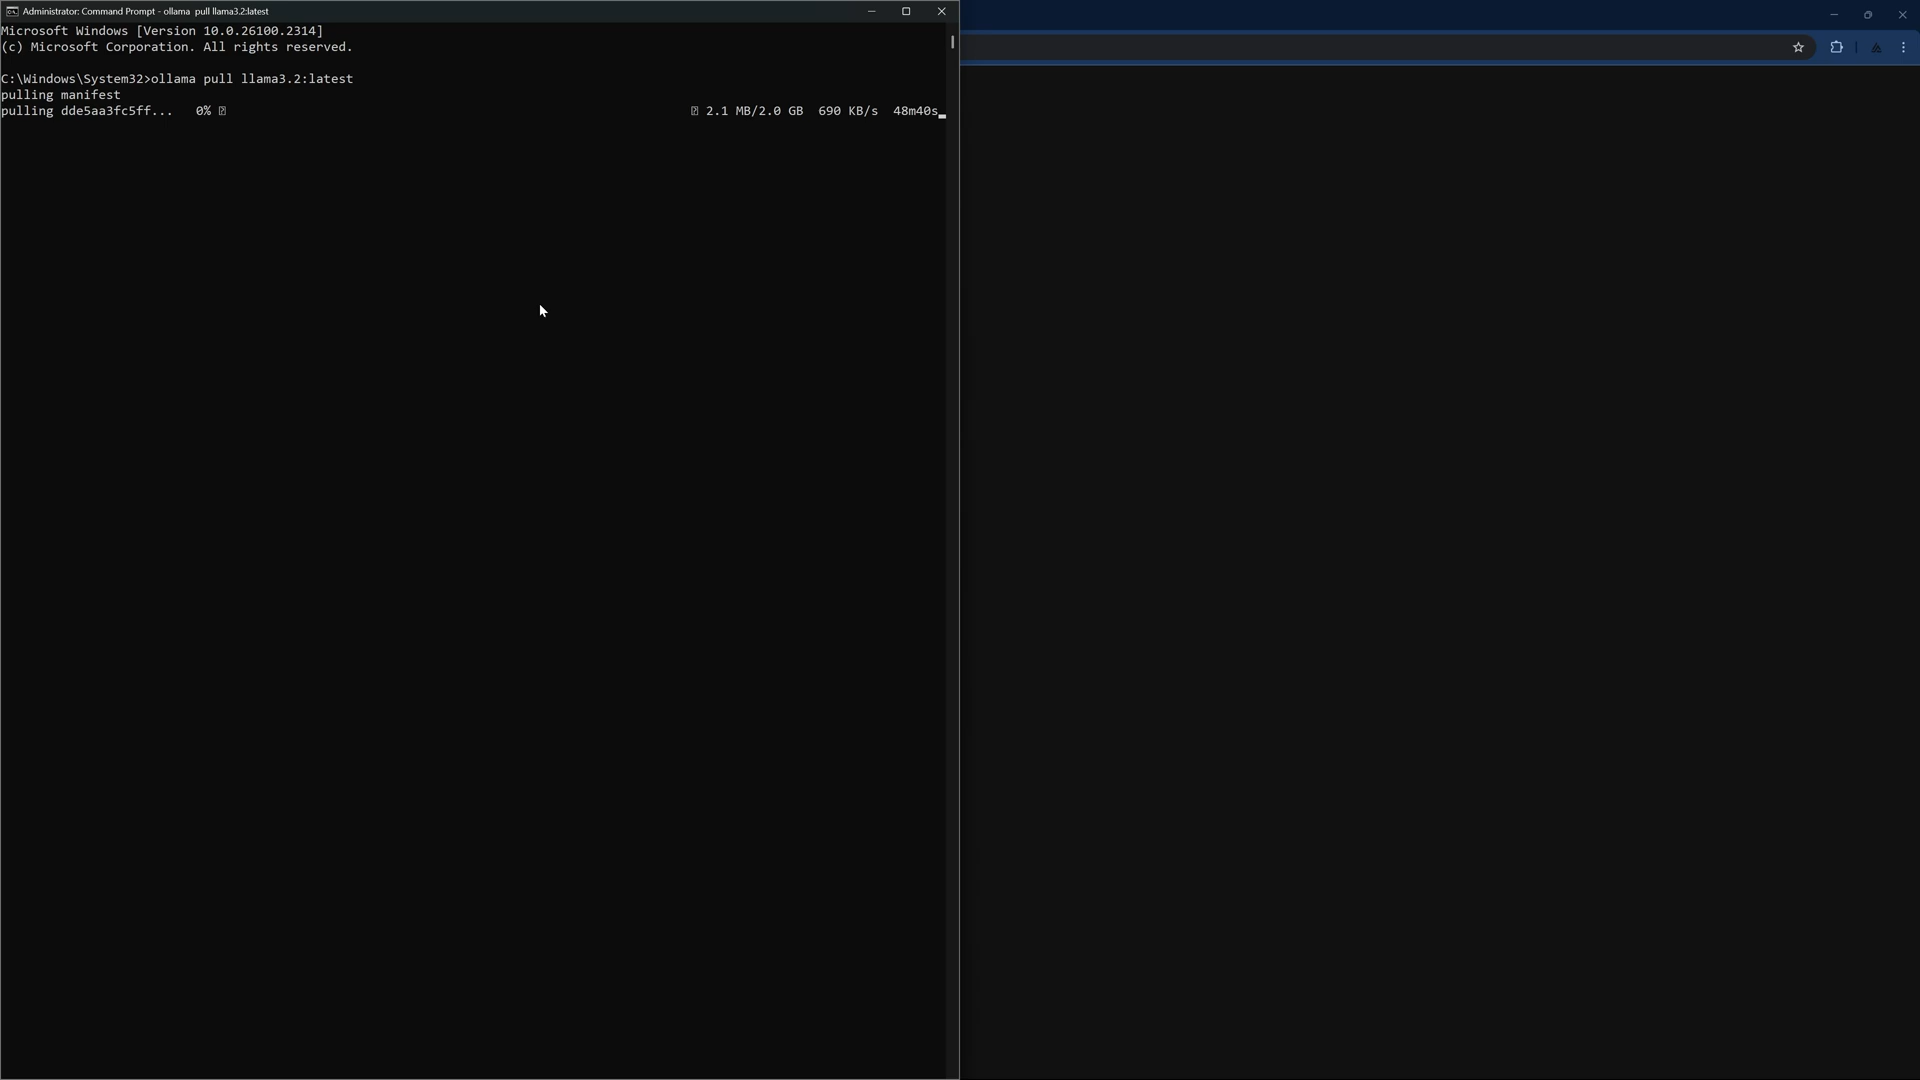 Administrator: Command Prompt - ollama  pull llama3.2:latest
Microsoft Windows [Version 10.0.26100.2314]
(c) Microsoft Corporation. All rights reserved.
C:\Windows\System32>ollama pull llama3.2:latest
pulling manifest
pulling dde5aa3fc5ff...   0% 2.1 MB/2.0 GB  690 KB/s  48m40s